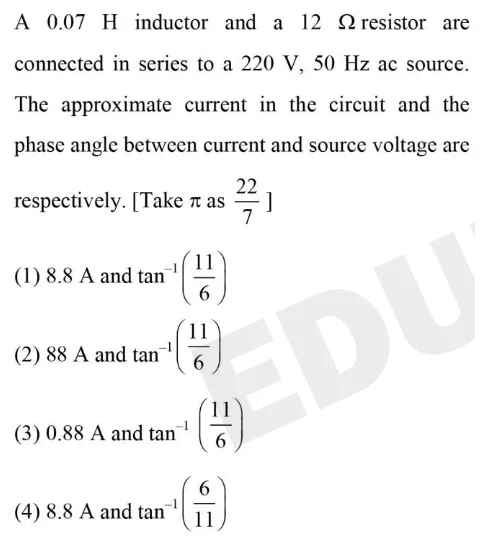 A 0.07 H inductor and a 12 Ω resistor are
connected in series to a 220 V, 50 Hz ac source.
The approximate current in the circuit and the
phase angle between current and source voltage are
respectively. [Take π as 22/7 ]
(1) 8.8 A and tan⁻¹(11/6)
(2) 88 A and tan⁻¹(11/6)
(3) 0.88 A and tan⁻¹(11/6)
(4) 8.8 A and tan⁻¹(6/11)
EDU